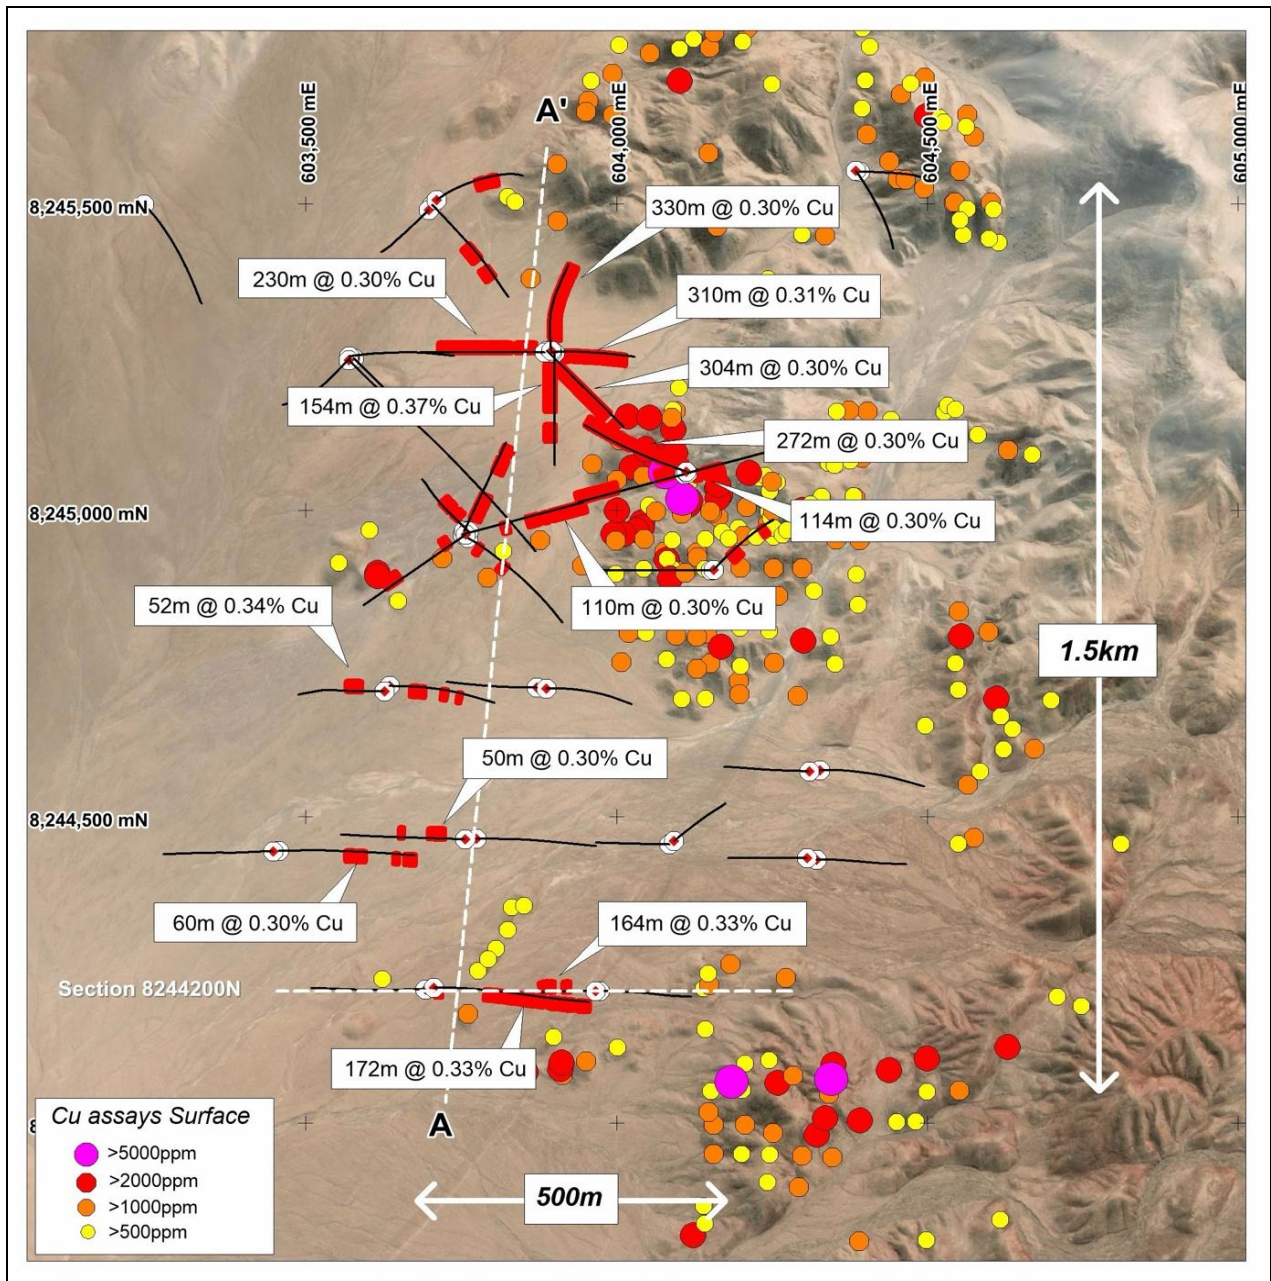 A'
603,500 mE
604,000 mE
604,500 mE
605,000 mE
8,245,500 mN
330m @ 0.30% Cu
230m @ 0.30% Cu
310m @ 0.31% Cu
304m @ 0.30% Cu
154m @ 0.37% Cu
272m @ 0.30% Cu
8,245,000 mN
114m @ 0.30% Cu
52m @ 0.34% Cu
110m @ 0.30% Cu
1.5km
50m @ 0.30% Cu
8,244,500 mN
60m @ 0.30% Cu
164m @ 0.33% Cu
Section 8244200N
172m @ 0.33% Cu
A
8
Cu assays Surface
>5000ppm
>2000ppm
>1000ppm
>500ppm
500m